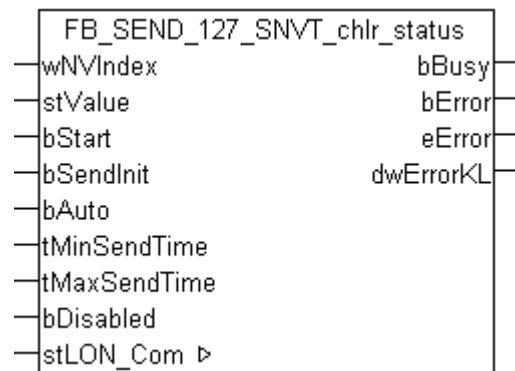 FB_SEND_127_SNVT_chlr_status
wNVIndex bBusy
stValue bError
bStart eError
bSendInit dwErrorKL
bAuto
tMinSendTime
tMaxSendTime
bDisabled
stLON_Com ▷